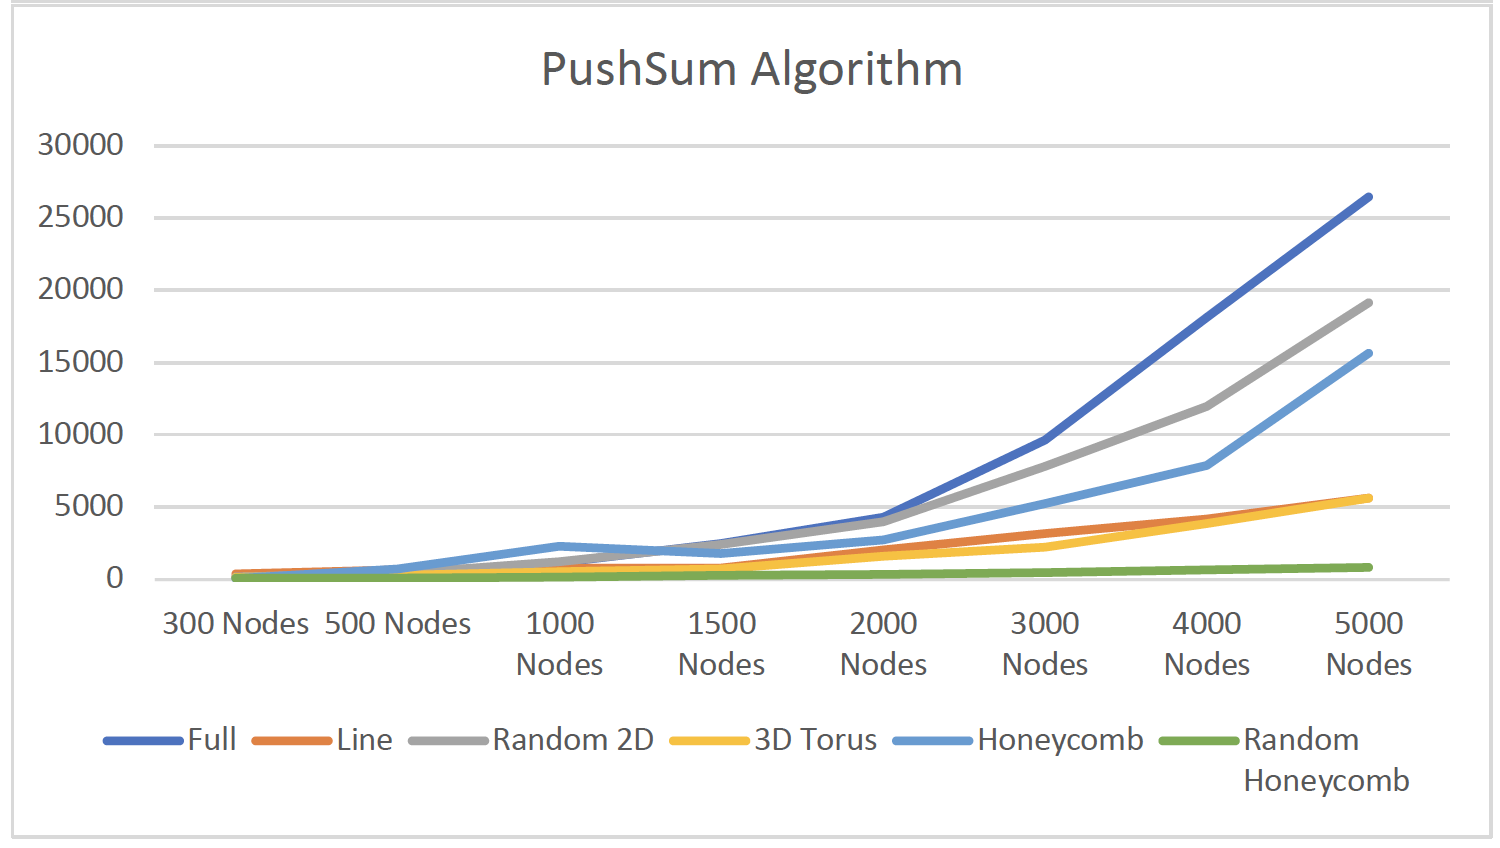 PushSum Algorithm
30000
25000
20000
15000
10000
5000
0
300 Nodes 500 Nodes 1000 1500 2000 3000 4000 5000
Nodes Nodes Nodes Nodes Nodes Nodes
Full Line Random 2D 3D Torus Honeycomb Random
Honeycomb